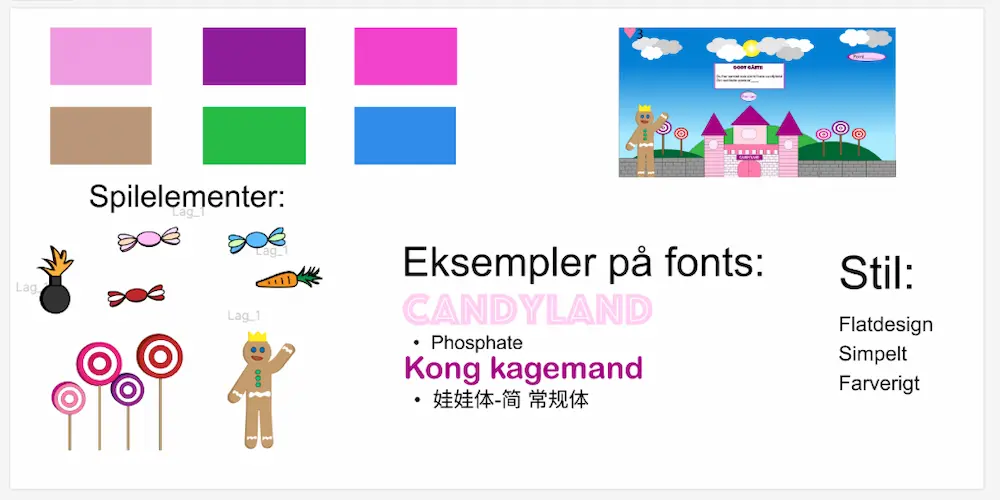 3
GODT GÅET!
CANDYLAND
Spilelementer:
Lag_1
Lag_1
Lag_
Lag_1
Eksempler på fonts:
CANDYLAND
• Phosphate
Kong kagemand
• 娃娃体-简 常规体
Stil:
Flatdesign
Simpelt
Farverigt